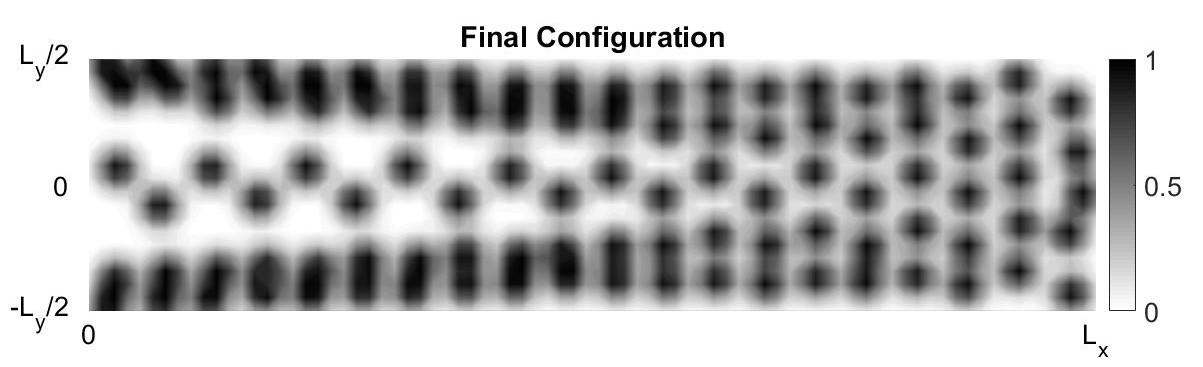 Final Configuration
L_y/2
0
-L_y/2
0
L_x
1
0.5
0